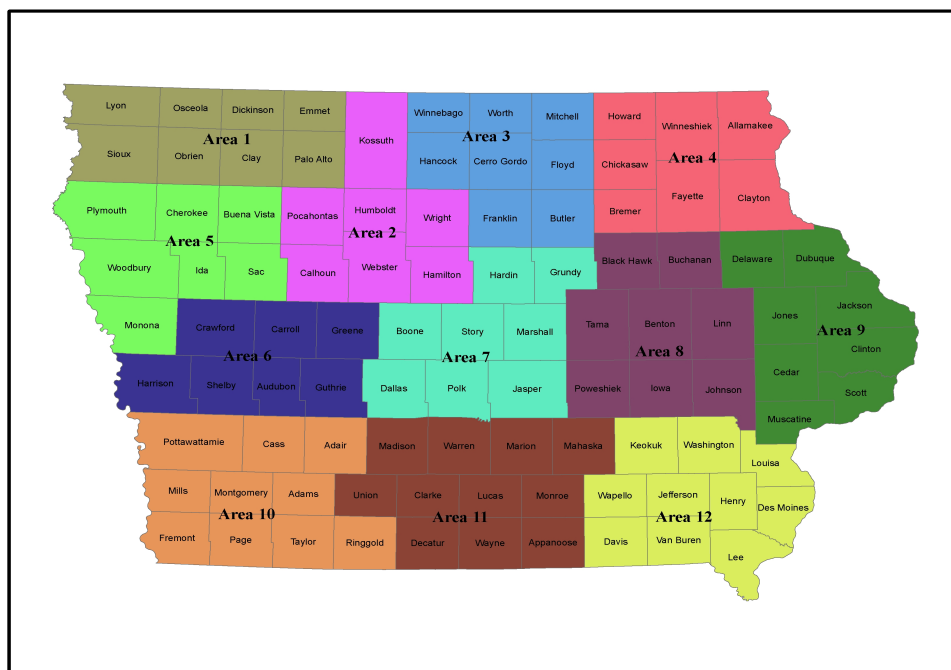 Lyon
Osceola
Dickinson
Emmet
Area 1
Sioux
Obrien
Clay
Palo Alto
Kossuth
Winnebago
Worth
Mitchell
Area 3
Hancock
Cerro Gordo
Floyd
Franklin
Butler
Howard
Winneshiek
Allamakee
Area 4
Chickasaw
Bremer
Fayette
Clayton
Plymouth
Cherokee
Buena Vista
Area 5
Woodbury
Ida
Sac
Monona
Pocahontas
Humboldt
Wright
Area 2
Calhoun
Webster
Hamilton
Hardin
Grundy
Black Hawk
Buchanan
Delaware
Dubuque
Crawford
Carroll
Greene
Area 6
Harrison
Shelby
Audubon
Guthrie
Boone
Story
Marshall
Area 7
Dallas
Polk
Jasper
Tama
Benton
Linn
Area 8
Poweshiek
Iowa
Johnson
Jones
Jackson
Area 9
Clinton
Cedar
Scott
Muscatine
Pottawattamie
Cass
Adair
Mills
Montgomery
Adams
Area 10
Fremont
Page
Taylor
Ringgold
Madison
Warren
Marion
Mahaska
Union
Clarke
Lucas
Monroe
Area 11
Decatur
Wayne
Appanoose
Keokuk
Washington
Louisa
Wapello
Jefferson
Henry
Des Moines
Area 12
Davis
Van Buren
Lee